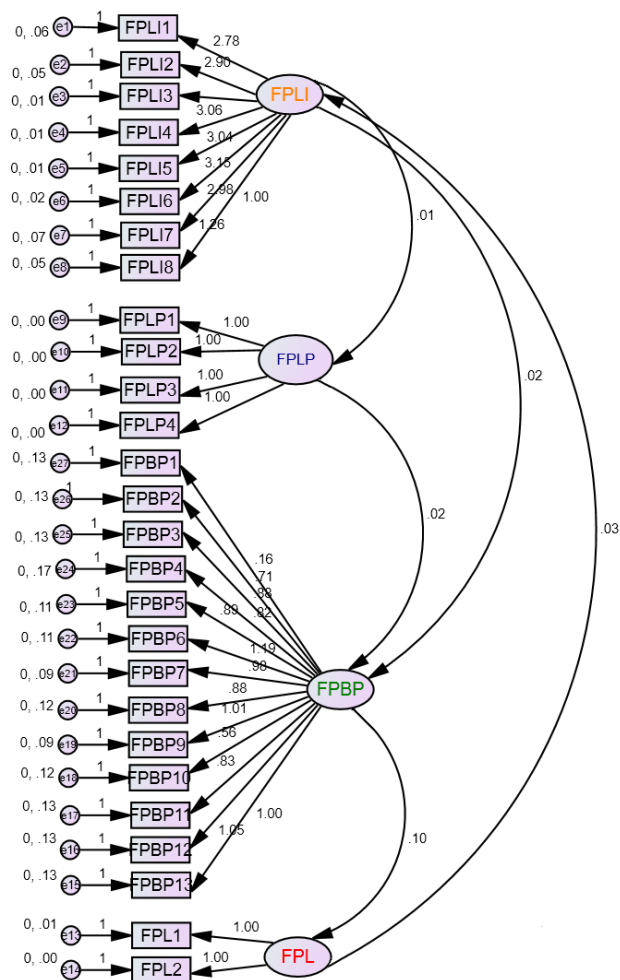 0, .06 e1 1 FPLI1
2.78
0, .05 e2 1 FPLI2
2.90
0, .01 e3 1 FPLI3
FPLI
0, .01 e4 1 FPLI4
3.06
0, .01 e5 1 FPLI5
3.04
3.15
0, .02 e6 1 FPLI6
2.98 1.00
0, .07 e7 1 FPLI7
1.26
.01
0, .05 e8 1 FPLI8
0, .00 e9 1 FPLP1
1.00
0, .00 e10 1 FPLP2
1.00
FPLP
0, .00 e11 1 FPLP3
1.00
.02
1.00
0, .00 e12 1 FPLP4
0, .13 e27 1 FPBP1
0, .13 e26 1 FPBP2
.02
.03
0, .13 e25 1 FPBP3
.16
0, .17 e24 1 FPBP4
.71
.88
0, .11 e23 1 FPBP5
.89 .82
0, .11 e22 1 FPBP6
1.19
0, .09 e21 1 FPBP7
.98
FPBP
.88
0, .12 e20 1 FPBP8
1.01
0, .09 e19 1 FPBP9
.56
0, .12 e18 1 FPBP10
.83
0, .13 e17 1 FPBP11
1.00
0, .13 e16 1 FPBP12
1.05
.10
0, .13 e15 1 FPBP13
0, .01 e13 1 FPL1
1.00
FPL
0, .00 e14 1 FPL2
1.00